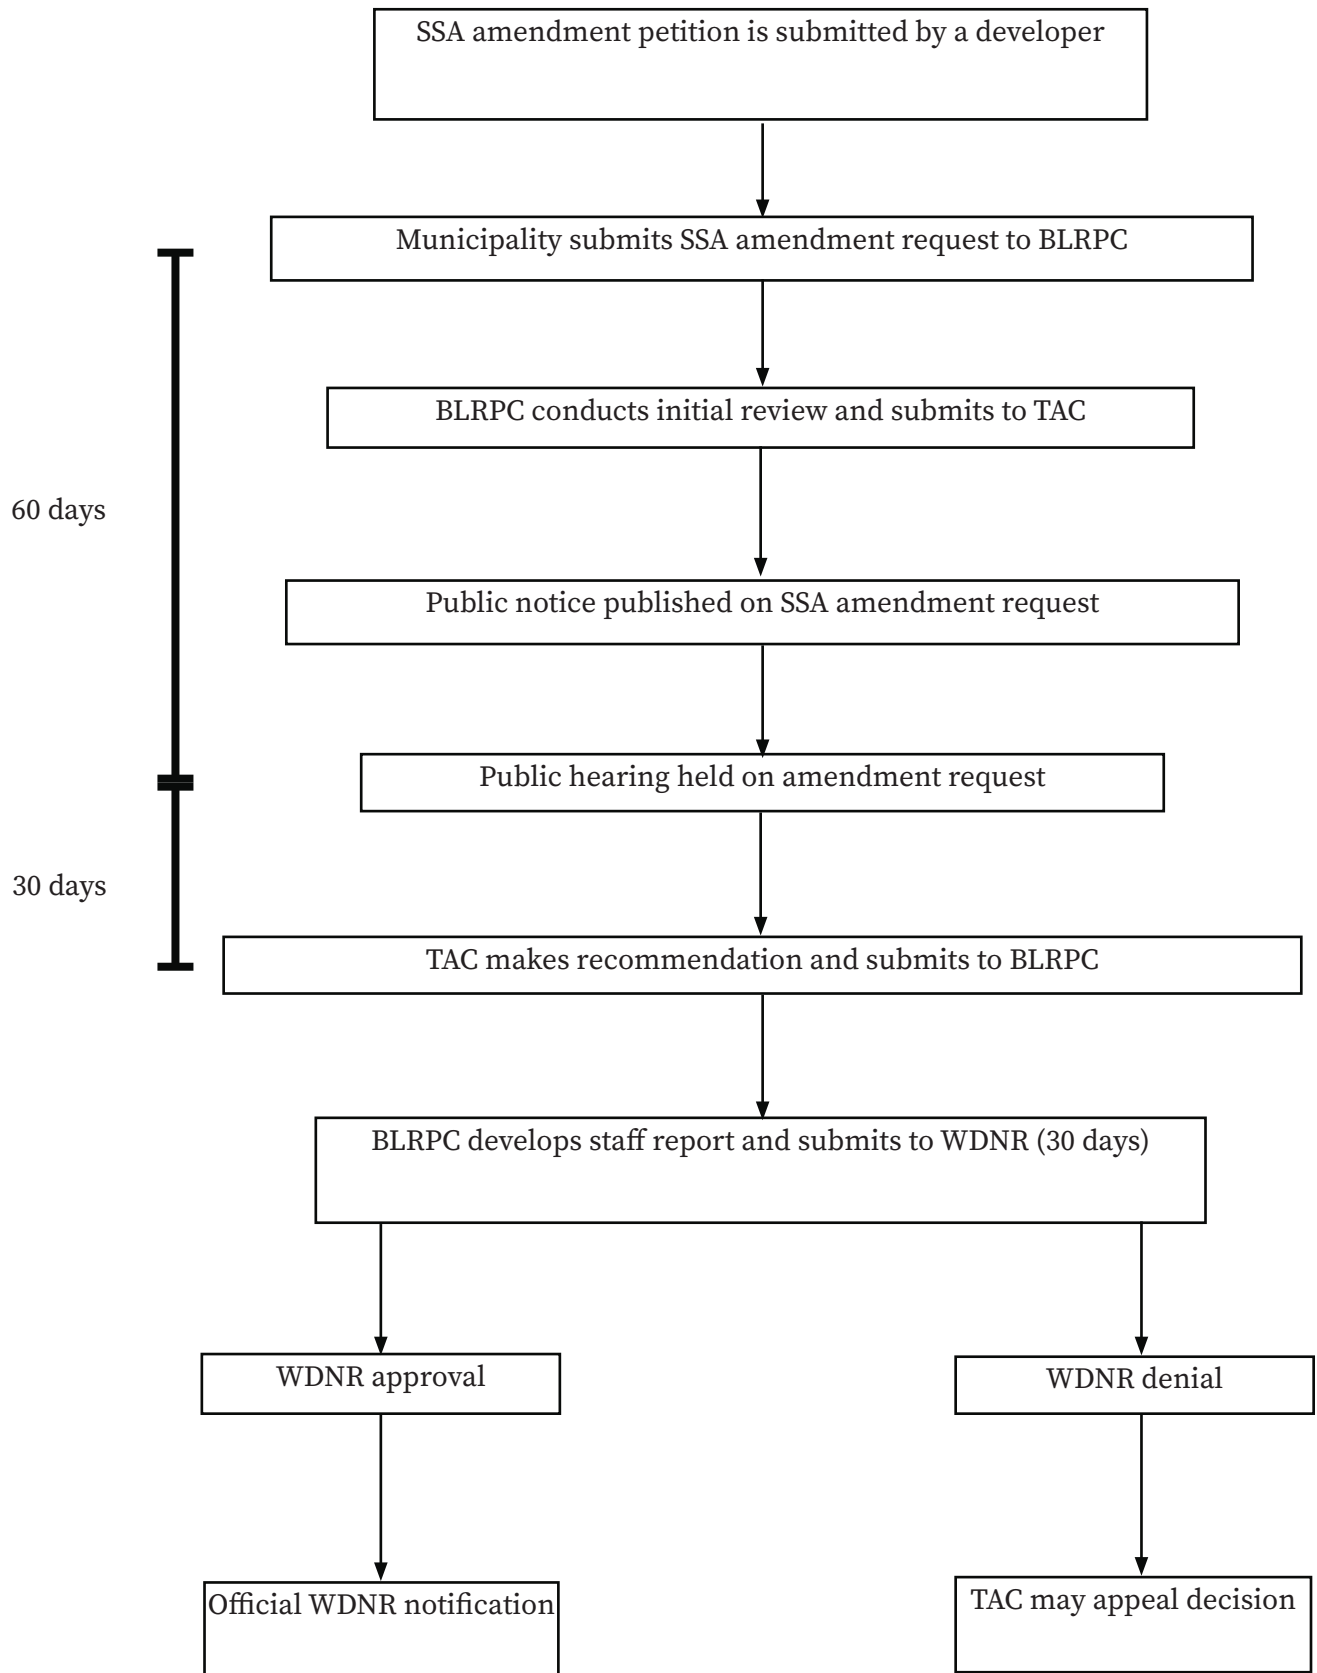 SSA amendment petition is submitted by a developer
Municipality submits SSA amendment request to BLRPC
BLRPC conducts initial review and submits to TAC
60 days
Public notice published on SSA amendment request
Public hearing held on amendment request
30 days
TAC makes recommendation and submits to BLRPC
BLRPC develops staff report and submits to WDNR (30 days)
WDNR approval
WDNR denial
Official WDNR notification
TAC may appeal decision